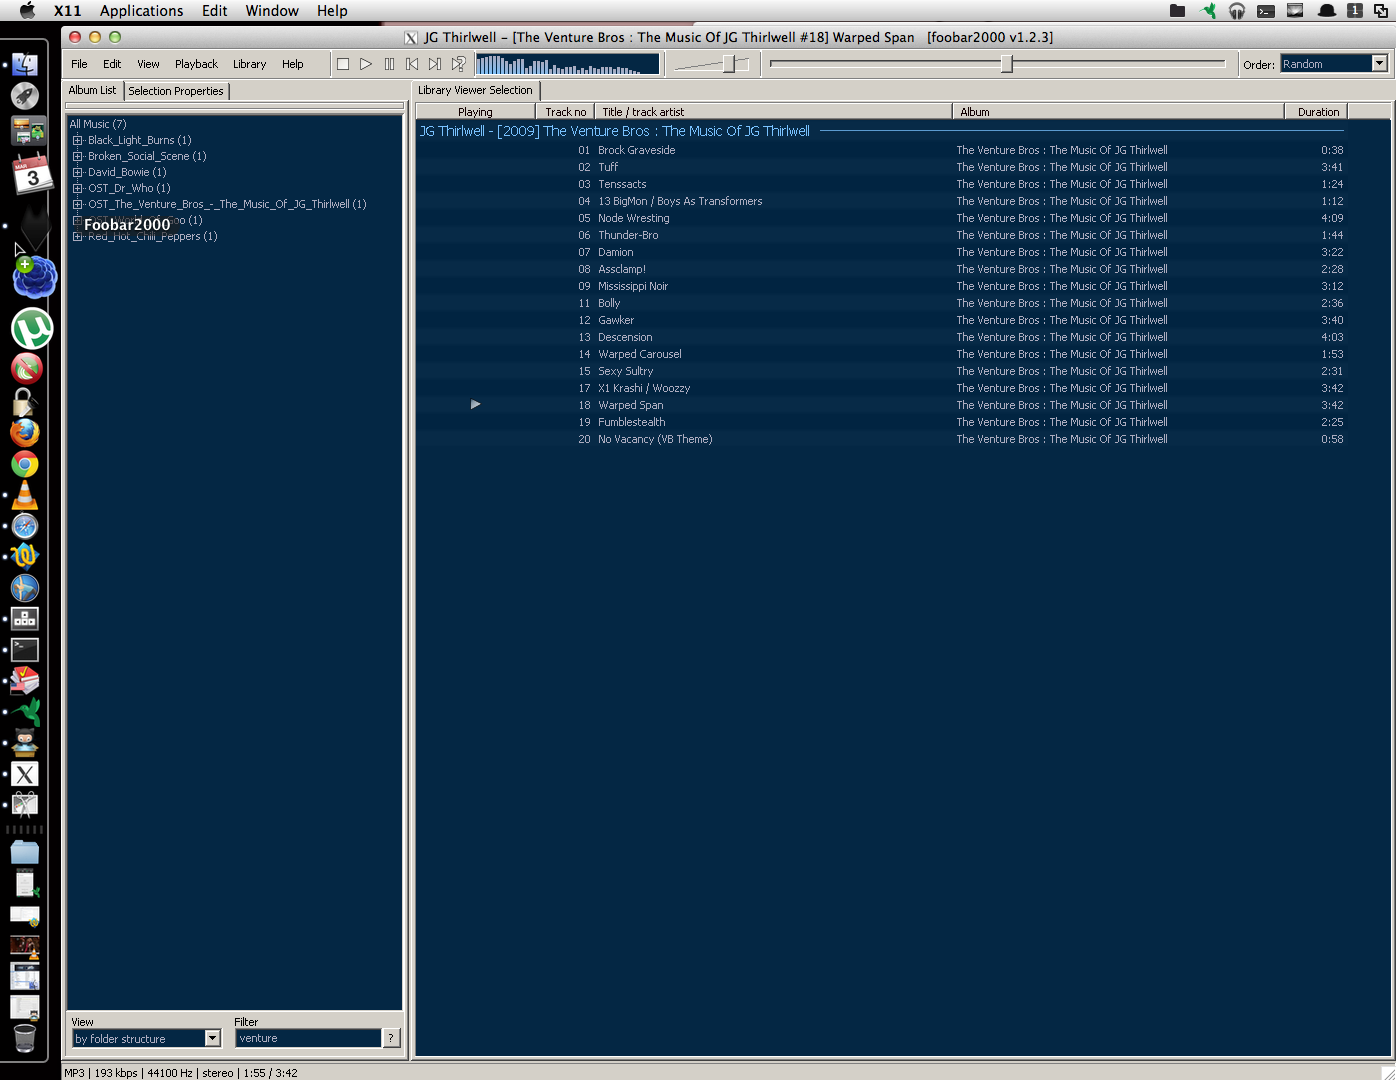 X11 Applications Edit Window Help
1
JG Thirlwell - [The Venture Bros : The Music Of JG Thirlwell #18] Warped Span [foobar2000 v1.2.3]
File Edit View Playback Library Help
Order: Random
Album List Selection Properties
Library Viewer Selection
Playing Track no Title / track artist Album Duration
All Music (7)
Black_Light_Burns (1)
Broken_Social_Scene (1)
David_Bowie (1)
OST_Dr_Who (1)
OST_The_Venture_Bros_-_The_Music_Of_JG_Thirlwell (1)
OST_World_Of_Goo (1)
Foobar2000
Red_Hot_Chili_Peppers (1)
JG Thirlwell - [2009] The Venture Bros : The Music Of JG Thirlwell
01 Brock Graveside The Venture Bros : The Music Of JG Thirlwell 0:38
02 Tuff The Venture Bros : The Music Of JG Thirlwell 3:41
03 Tenssacts The Venture Bros : The Music Of JG Thirlwell 1:24
04 13 BigMon / Boys As Transformers The Venture Bros : The Music Of JG Thirlwell 1:12
05 Node Wresting The Venture Bros : The Music Of JG Thirlwell 4:09
06 Thunder-Bro The Venture Bros : The Music Of JG Thirlwell 1:44
07 Damion The Venture Bros : The Music Of JG Thirlwell 3:22
08 Assclamp! The Venture Bros : The Music Of JG Thirlwell 2:28
09 Mississippi Noir The Venture Bros : The Music Of JG Thirlwell 3:12
11 Bolly The Venture Bros : The Music Of JG Thirlwell 2:36
12 Gawker The Venture Bros : The Music Of JG Thirlwell 3:40
13 Descension The Venture Bros : The Music Of JG Thirlwell 4:03
14 Warped Carousel The Venture Bros : The Music Of JG Thirlwell 1:53
15 Sexy Sultry The Venture Bros : The Music Of JG Thirlwell 2:31
17 X1 Krashi / Woozzy The Venture Bros : The Music Of JG Thirlwell 3:42
18 Warped Span The Venture Bros : The Music Of JG Thirlwell 3:42
19 Fumblestealth The Venture Bros : The Music Of JG Thirlwell 2:25
20 No Vacancy (VB Theme) The Venture Bros : The Music Of JG Thirlwell 0:58
MAR
3
View Filter
by folder structure venture ?
MP3 | 193 kbps | 44100 Hz | stereo | 1:55 / 3:42